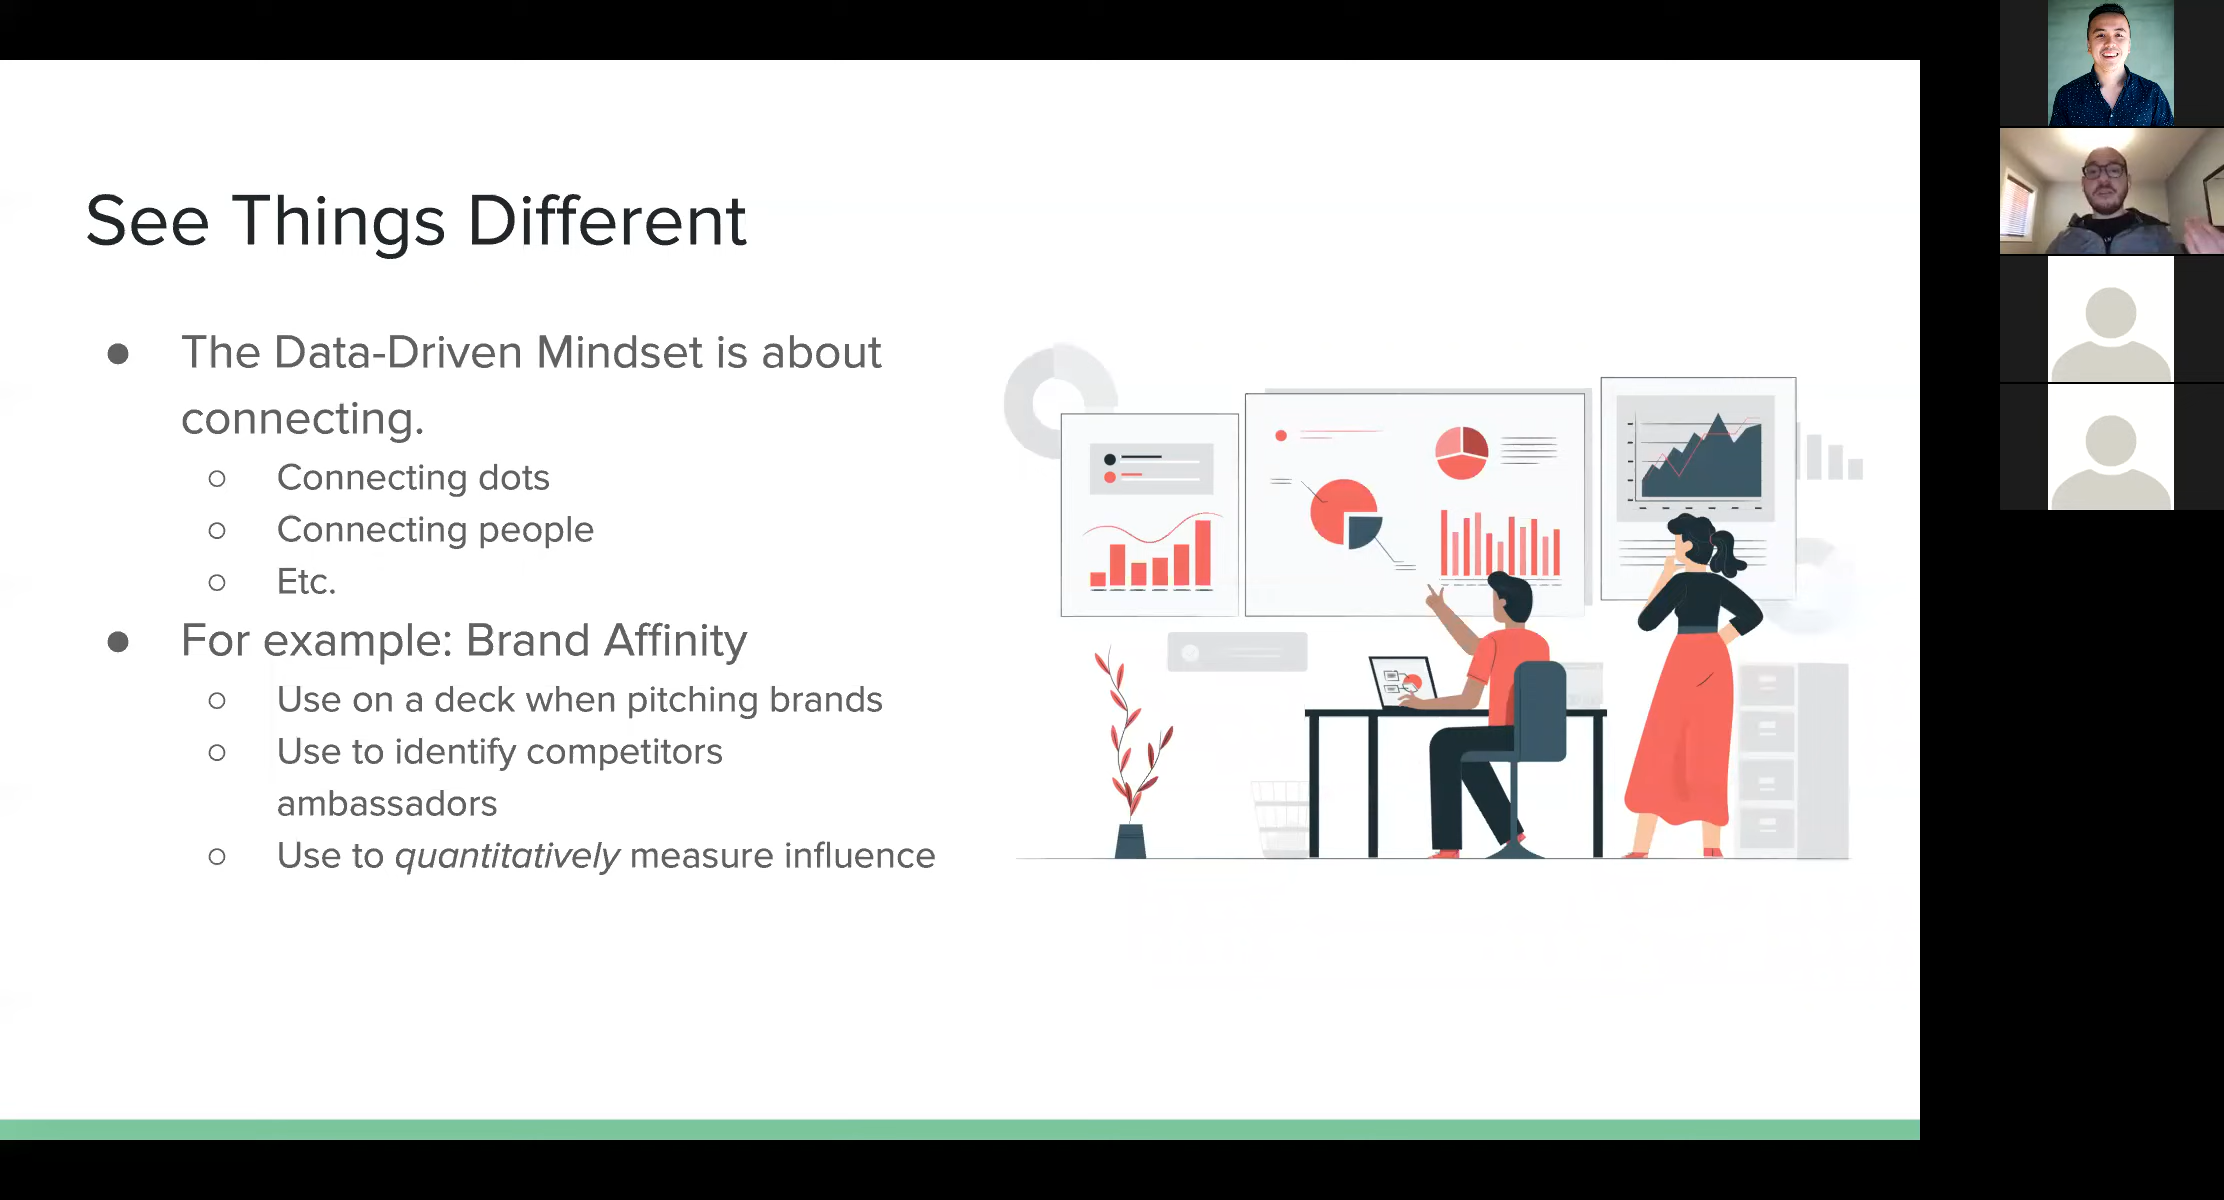 See Things Different
● The Data-Driven Mindset is about
connecting.
○ Connecting dots
○ Connecting people
○ Etc.
● For example: Brand Affinity
○ Use on a deck when pitching brands
○ Use to identify competitors
ambassadors
○ Use to quantitatively measure influence